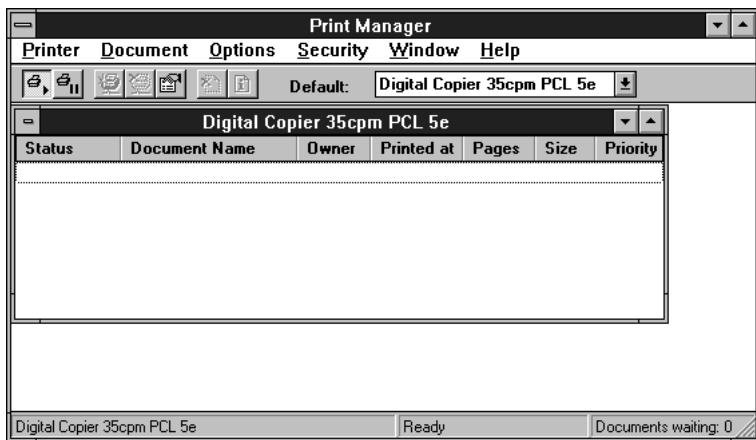 Print Manager
Printer Document Options Security Window Help
Default: Digital Copier 35cpm PCL 5e
Digital Copier 35cpm PCL 5e
Status Document Name Owner Printed at Pages Size Priority
Digital Copier 35cpm PCL 5e Ready Documents waiting: 0